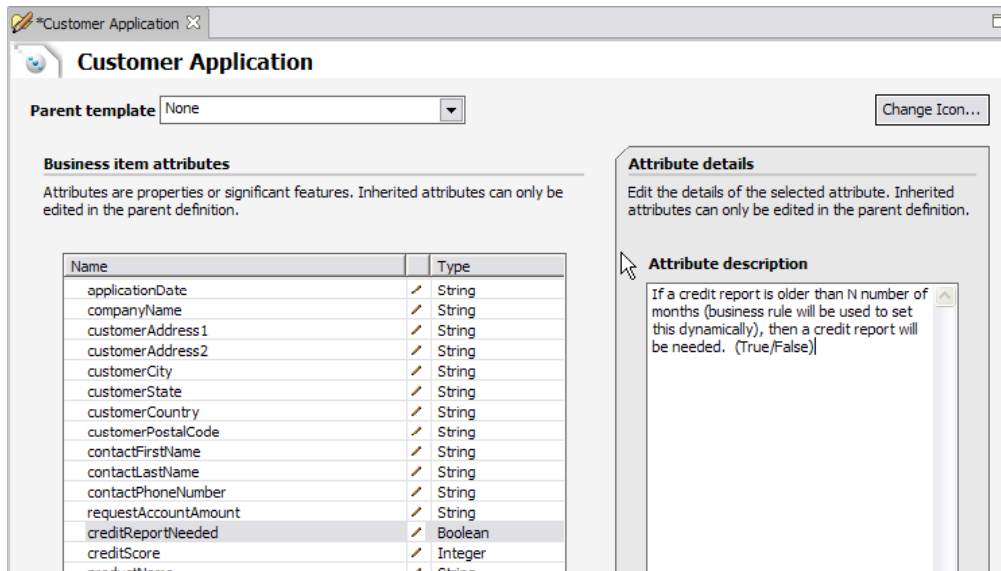 *Customer Application
Customer Application
Parent template None
Change Icon...
Business item attributes
Attributes are properties or significant features. Inherited attributes can only be
edited in the parent definition.
Name Type
applicationDate String
companyName String
customerAddress1 String
customerAddress2 String
customerCity String
customerState String
customerCountry String
customerPostalCode String
contactFirstName String
contactLastName String
contactPhoneNumber String
requestAccountAmount String
creditReportNeeded Boolean
creditScore Integer
productName String
Attribute details
Edit the details of the selected attribute. Inherited
attributes can only be edited in the parent definition.
Attribute description
If a credit report is older than N number of
months (business rule will be used to set
this dynamically), then a credit report will
be needed.  (True/False)